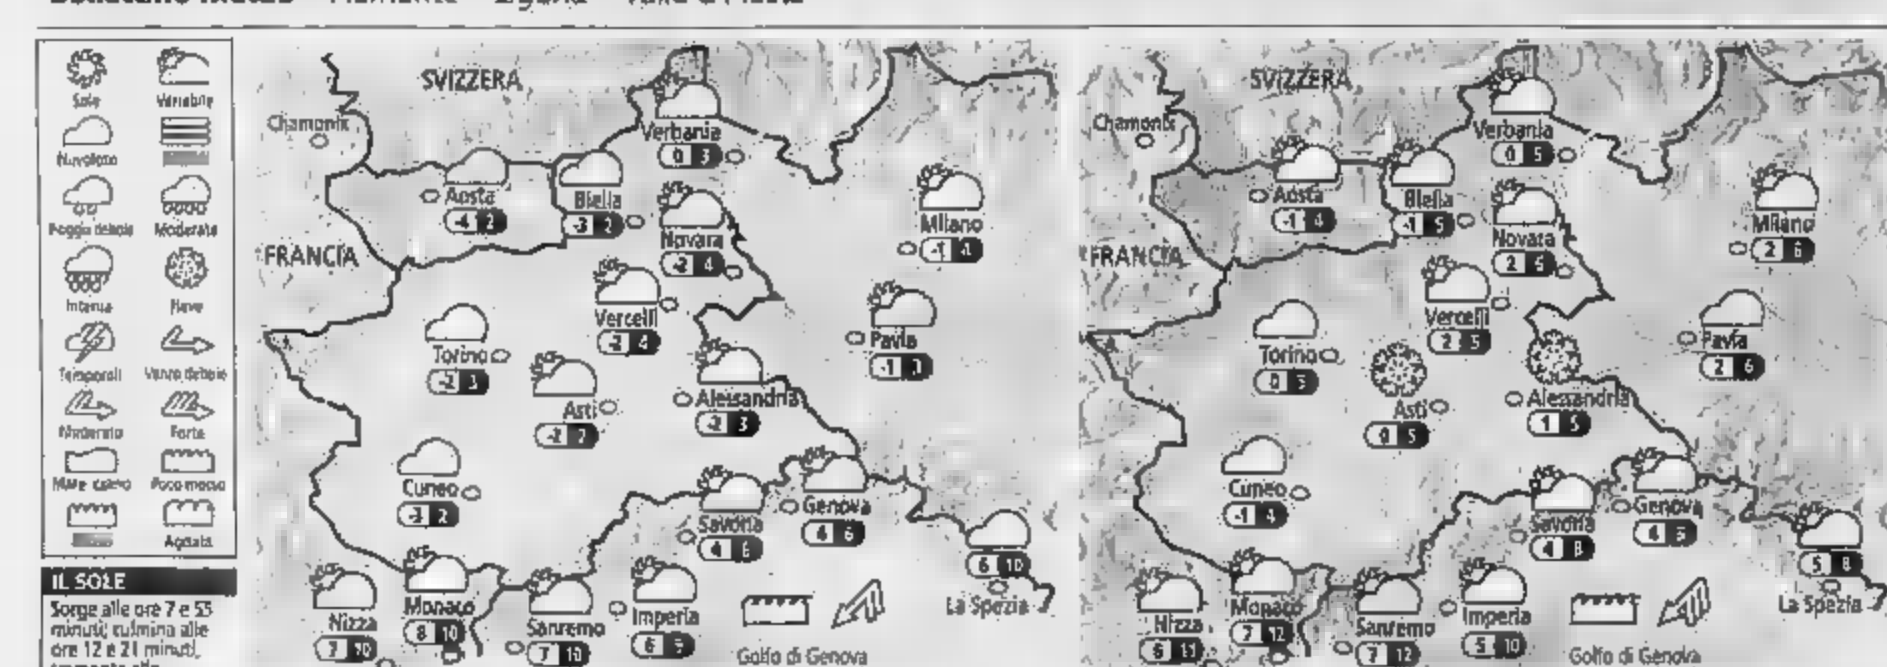 Sole Variabile
Nuvoloso
Poggia debole Moderata
Intensa Neve
Temporali Vento debole
Moderato Forte
Mare calmo Poco mosso
Agitato
IL SOLE
Sorge alle ore 7 e 55
minuti; culmina alle
ore 12 e 21 minuti,
SVIZZERA
Chamonix
Verbania
0 3
Aosta
-4 2
Biella
-3 2
Milano
-1
FRANCIA
Novara
-2 4
Vercelli
-2 4
Torino
-2 3
Pavia
-1
Asti
-2 2
Alessandria
-2 3
Cuneo
-3 2
Savona
4 6
Genova
4 6
6 10
La Spezia
Nizza
7 10
Monaco
8 10
Sanremo
7 10
Imperia
6 9
Golfo di Genova
SVIZZERA
Chamonix
Verbania
0 5
Aosta
-1 4
Biella
-1 5
Milano
2 6
FRANCIA
Novara
2 5
Vercelli
2 5
Torino
0 3
Pavia
2 6
Asti
0 5
Alessandria
1 5
Cuneo
-1 4
Savona
4 8
Genova
4
5 8
La Spezia
Nizza
6 11
Monaco
7 12
Sanremo
7 12
Imperia
5 10
Golfo di Genova